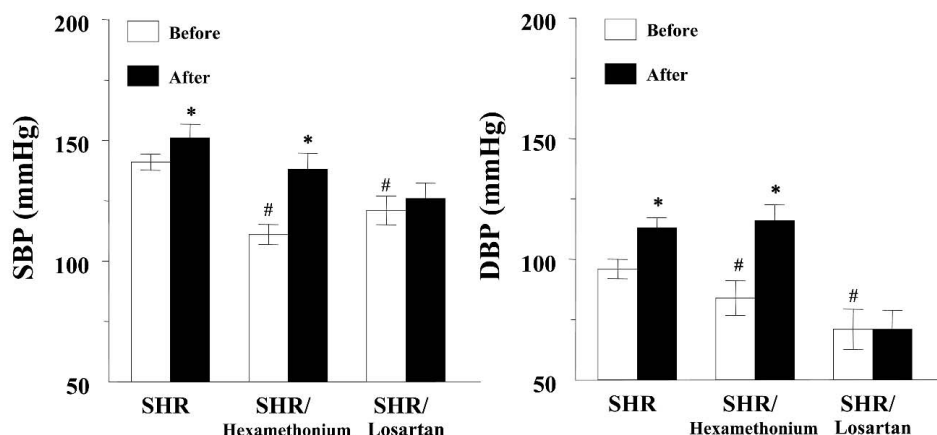 200
150
100
50
SBP (mmHg)
Before
After
*
*
#
#
SHR
SHR/
Hexamethonium
SHR/
Losartan
200
150
100
50
DBP (mmHg)
Before
After
*
*
#
#
SHR
SHR/
Hexamethonium
SHR/
Losartan